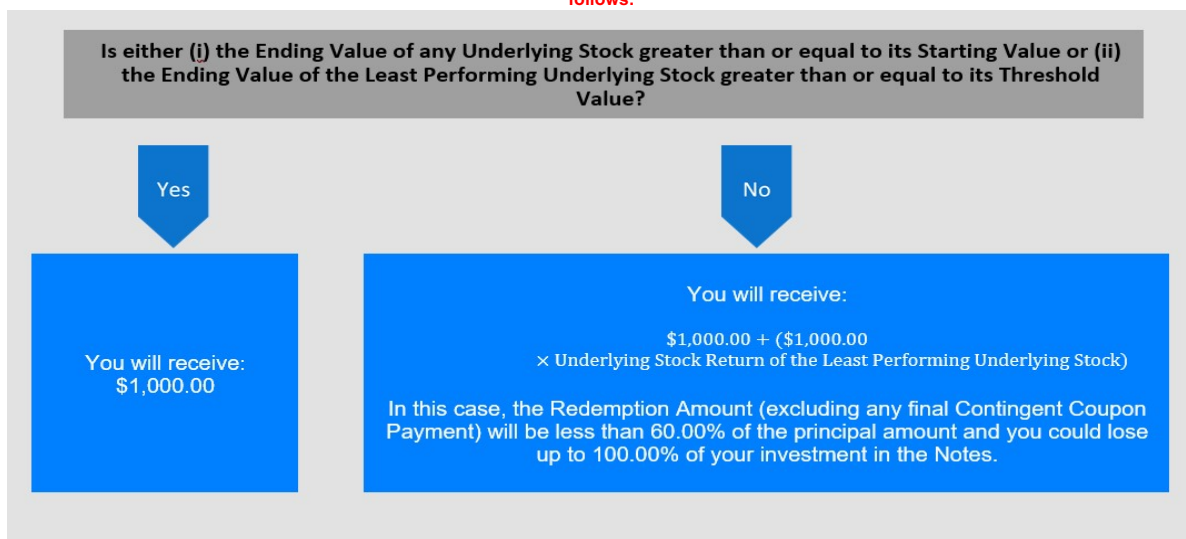 follows:
Is either (i) the Ending Value of any Underlying Stock greater than or equal to its Starting Value or (ii)
the Ending Value of the Least Performing Underlying Stock greater than or equal to its Threshold
Value?
Yes
No
You will receive:
$1,000.00
You will receive:
$1,000.00 + ($1,000.00
× Underlying Stock Return of the Least Performing Underlying Stock)
In this case, the Redemption Amount (excluding any final Contingent Coupon
Payment) will be less than 60.00% of the principal amount and you could lose
up to 100.00% of your investment in the Notes.